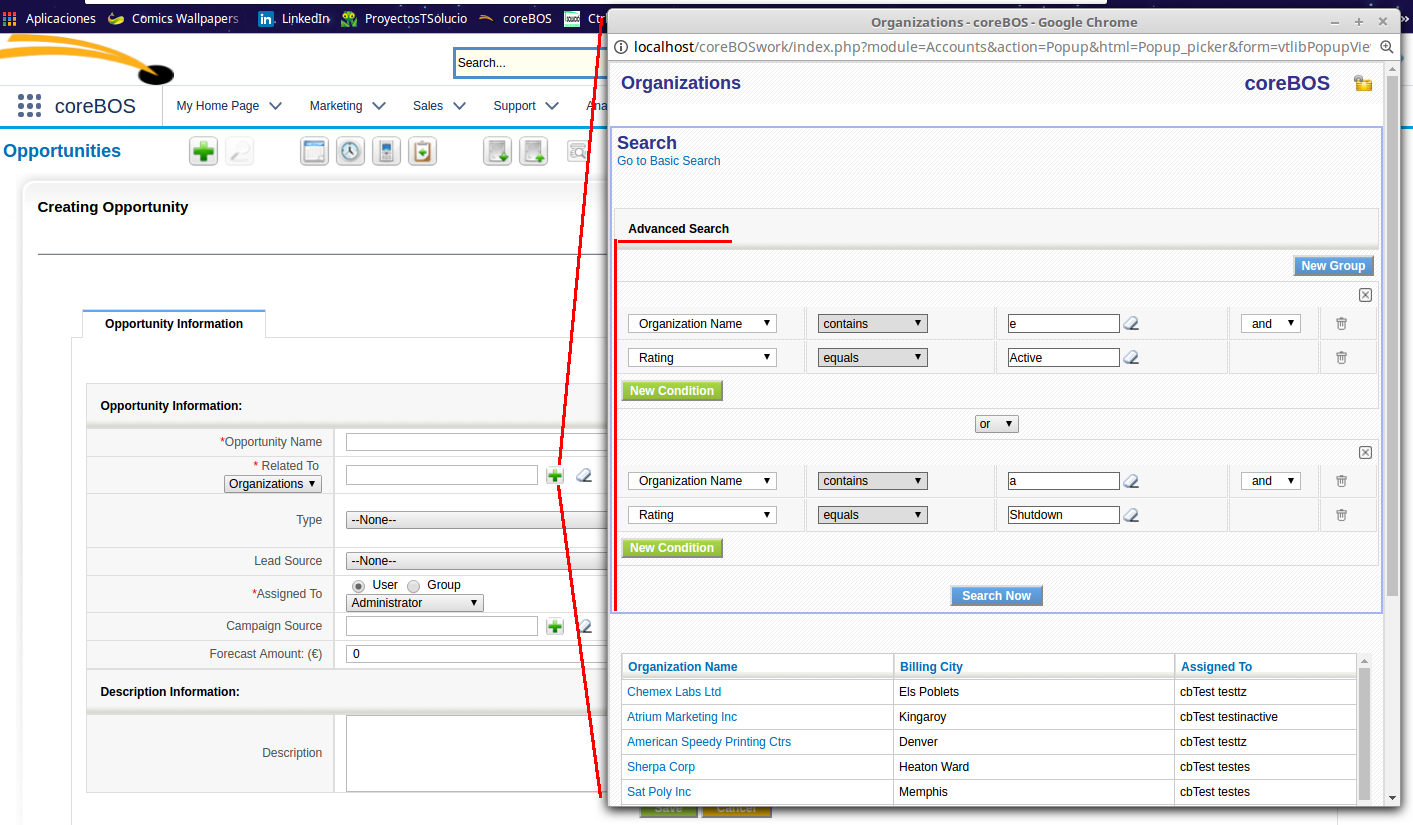 Aplicaciones Cómics Wallpapers LinkedIn ProyectosTSólucio coreBOS
Search...
coreBOS My Home Page Marketing Sales Support
Opportunities
Creating Opportunity
Opportunity Information
Opportunity Information:
*Opportunity Name
* Related To
Organizations
Type --None--
Lead Source --None--
*Assigned To User Group
Administrator
Campaign Source
Forecast Amount: (€) 0
Description Information:
Description
Save Cancel
Organizations - coreBOS - Google Chrome
localhost/coreBOSwork/index.php?module=Accounts&action=Popup&html=Popup_picker&form=vtlibPopupVie
Organizations coreBOS
Search
Go to Basic Search
Advanced Search
New Group
Organization Name contains e and
Rating equals Active
New Condition
or
Organization Name contains a and
Rating equals Shutdown
New Condition
Search Now
Organization Name Billing City Assigned To
Chemex Labs Ltd Els Poblets cbTest testtz
Atrium Marketing Inc Kingaroy cbTest testinactive
American Speedy Printing Ctrs Denver cbTest testtz
Sherpa Corp Heaton Ward cbTest testes
Sat Poly Inc Memphis cbTest testes